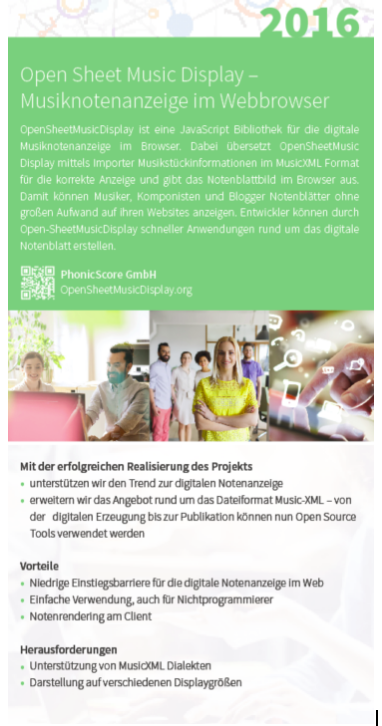 2016
Open Sheet Music Display –
Musiknotenanzeige im Webbrowser
OpenSheetMusicDisplay ist eine JavaScript Bibliothek für die digitale
Musiknotenanzeige im Browser. Dabei übersetzt OpenSheetMusic
Display mittels Importer Musikstückinformationen im MusicXML Format
für die korrekte Anzeige und gibt das Notenblattbild im Browser aus.
Damit können Musiker, Komponisten und Blogger Notenblätter ohne
großen Aufwand auf ihren Websites anzeigen. Entwickler können durch
Open-SheetMusicDisplay schneller Anwendungen rund um das digitale
Notenblatt erstellen.
PhonicScore GmbH
OpenSheetMusicDisplay.org
Mit der erfolgreichen Realisierung des Projekts
• unterstützen wir den Trend zur digitalen Notenanzeige
• erweitern wir das Angebot rund um das Dateiformat Music-XML – von
der digitalen Erzeugung bis zur Publikation können nun Open Source
Tools verwendet werden
Vorteile
• Niedrige Einstiegsbarriere für die digitale Notenanzeige im Web
• Einfache Verwendung, auch für Nichtprogrammierer
• Notenrendering am Client
Herausforderungen
• Unterstützung von MusicXML Dialekten
• Darstellung auf verschiedenen Displaygrößen